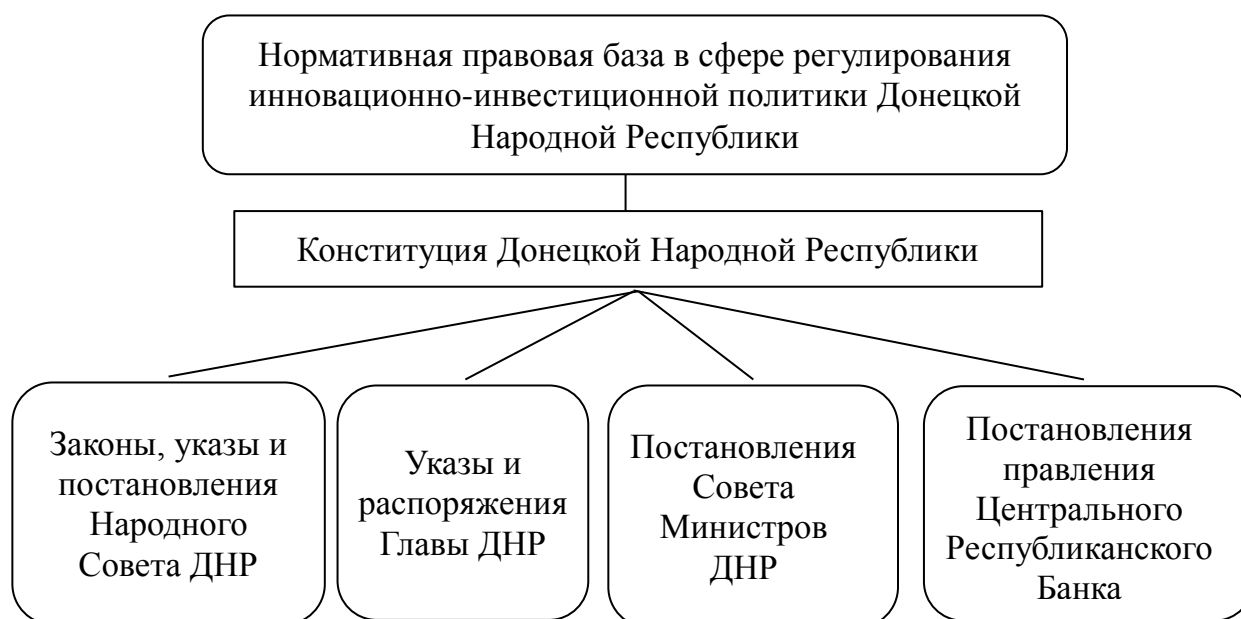 Нормативная правовая база в сфере регулирования
инновационно-инвестиционной политики Донецкой
Народной Республики
Конституция Донецкой Народной Республики
Законы, указы и
постановления
Народного
Совета ДНР
Указы и
распоряжения
Главы ДНР
Постановления
Совета
Министров
ДНР
Постановления
правления
Центрального
Республиканского
Банка